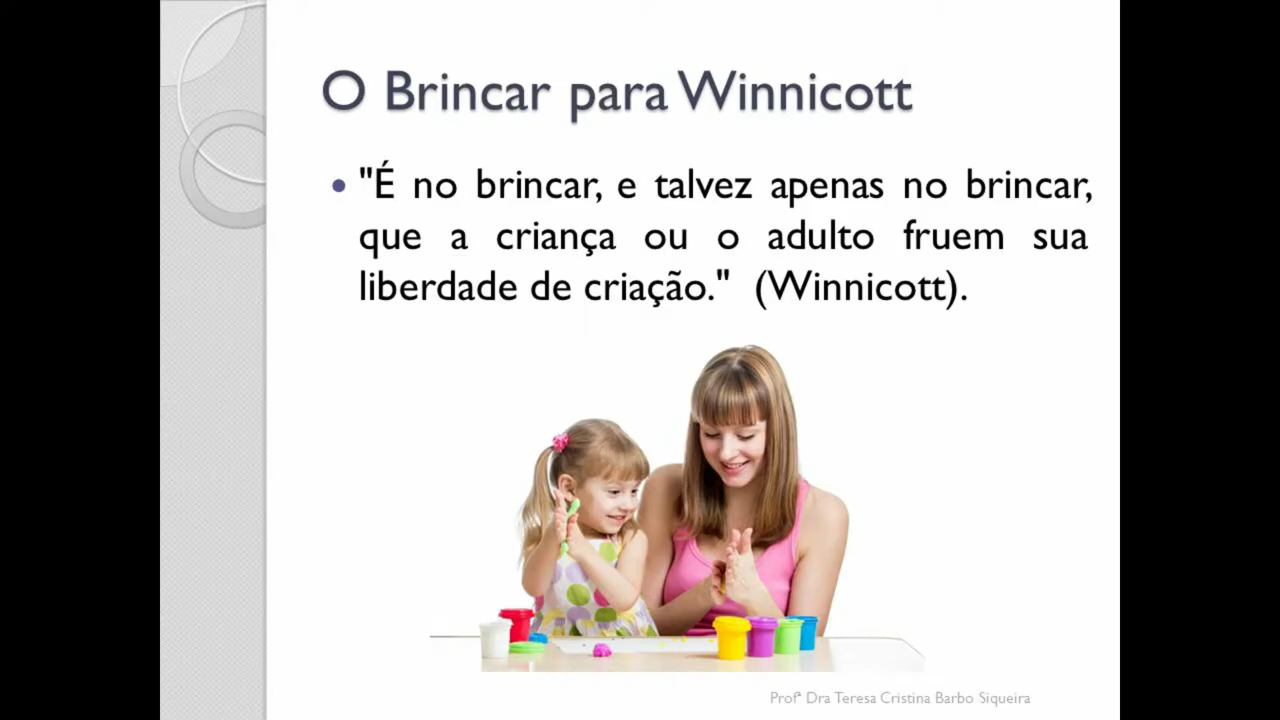 O Brincar para Winnicott
• "É no brincar, e talvez apenas no brincar,
que a criança ou o adulto fruem sua
liberdade de criação." (Winnicott).
Profª Dra Teresa Cristina Barbo Siqueira